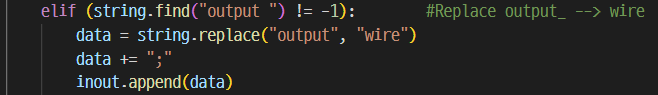 elif (string.find("output ") != -1):        #Replace output_ --> wire
    data = string.replace("output", "wire")
    data += ";"
    inout.append(data)